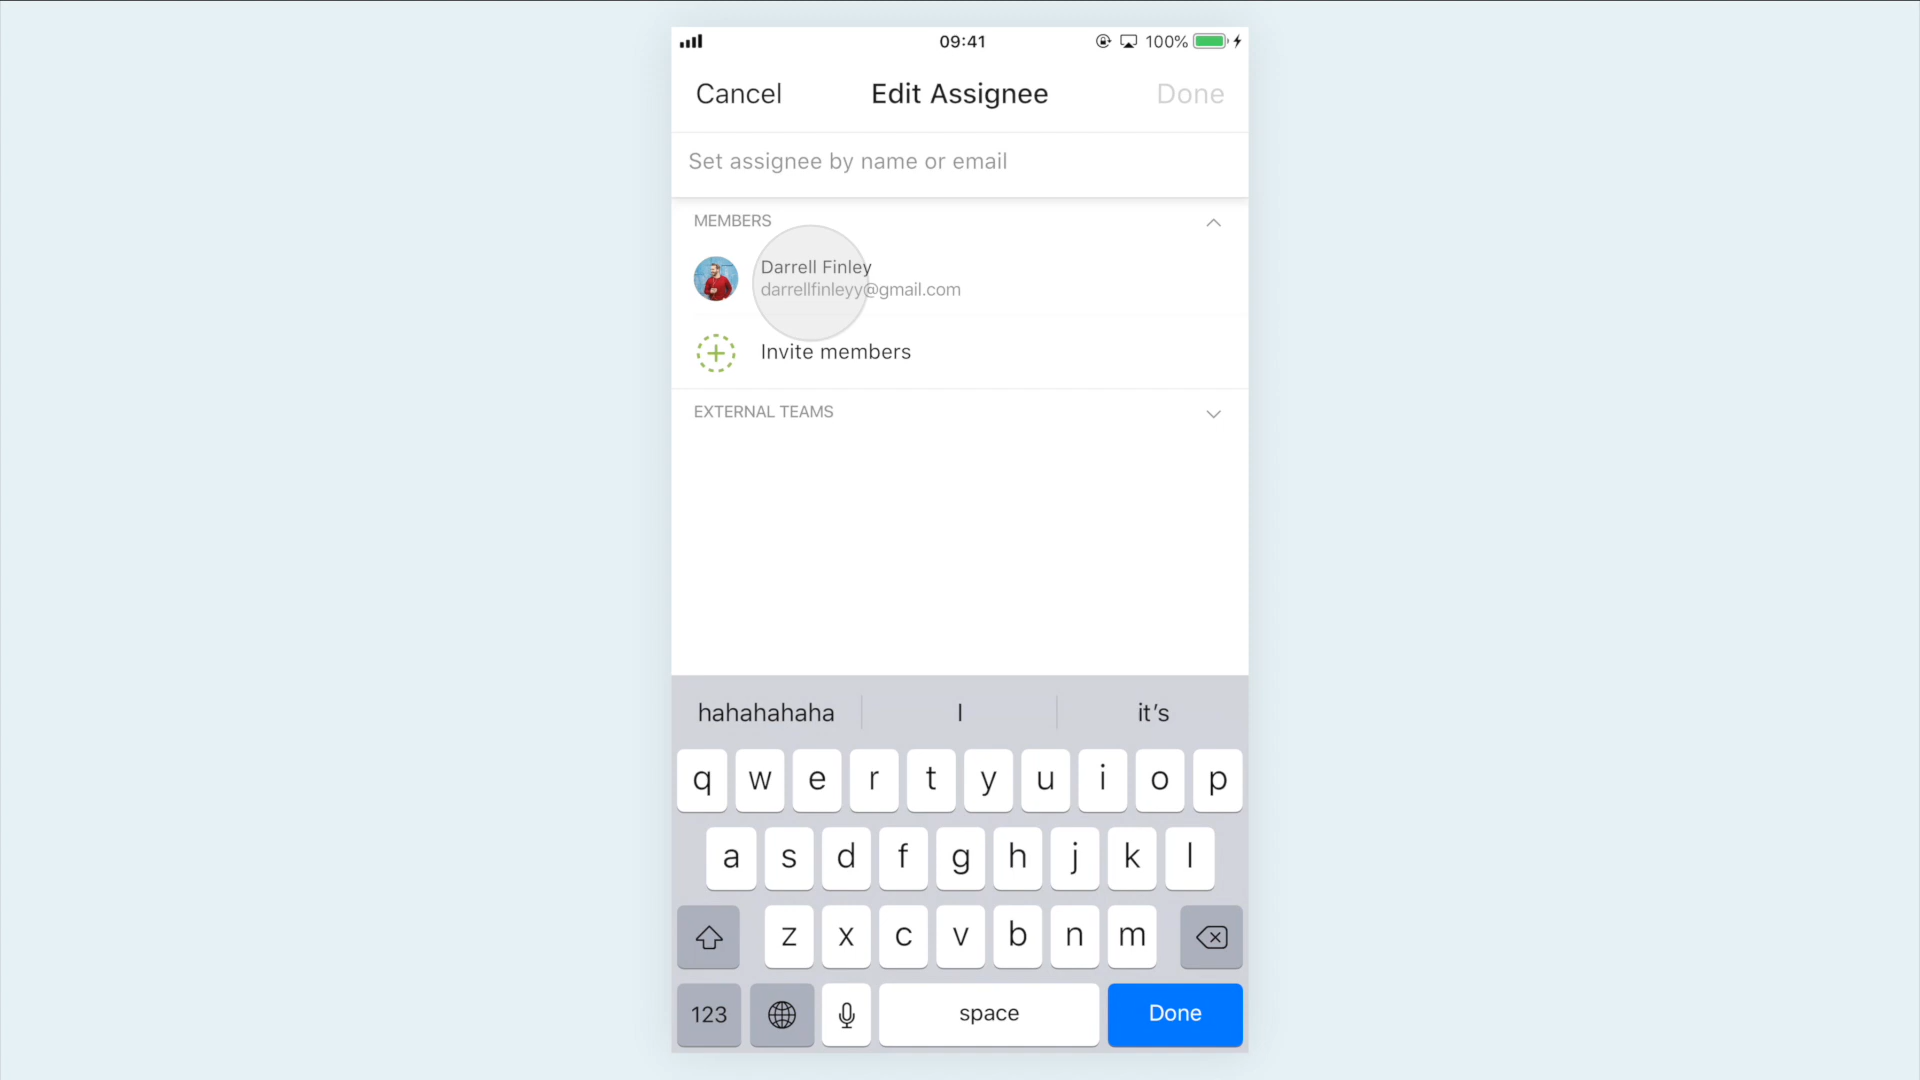 09:41
100%
Cancel
Edit Assignee
Done
Set assignee by name or email
MEMBERS
Darrell Finley
darrellfinleyy@gmail.com
Invite members
EXTERNAL TEAMS
hahahahaha
I
it’s
q w e r t y u i o p
a s d f g h j k l
z x c v b n m
123
space
Done